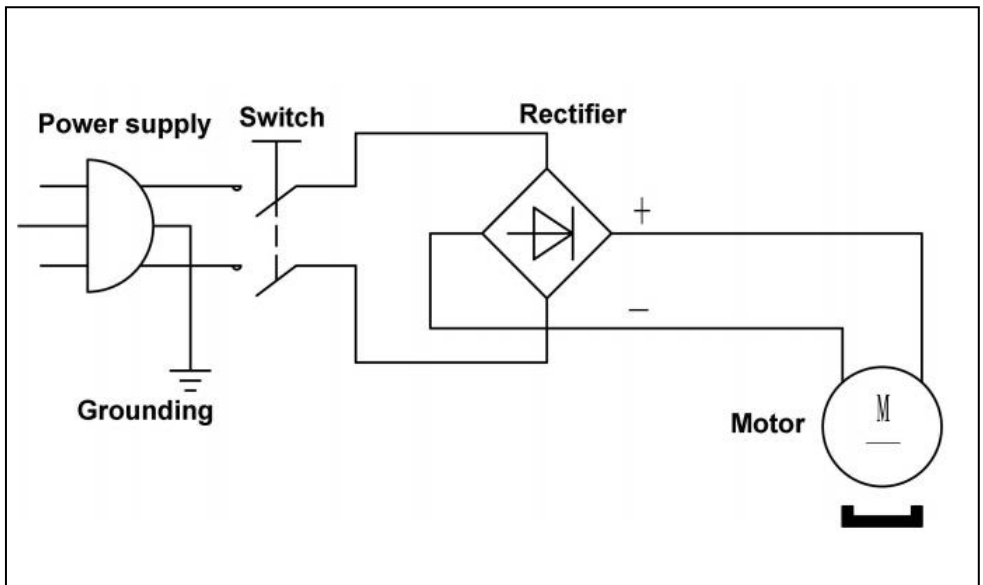 Power supply
Switch
Rectifier
+
−
Grounding
Motor
M